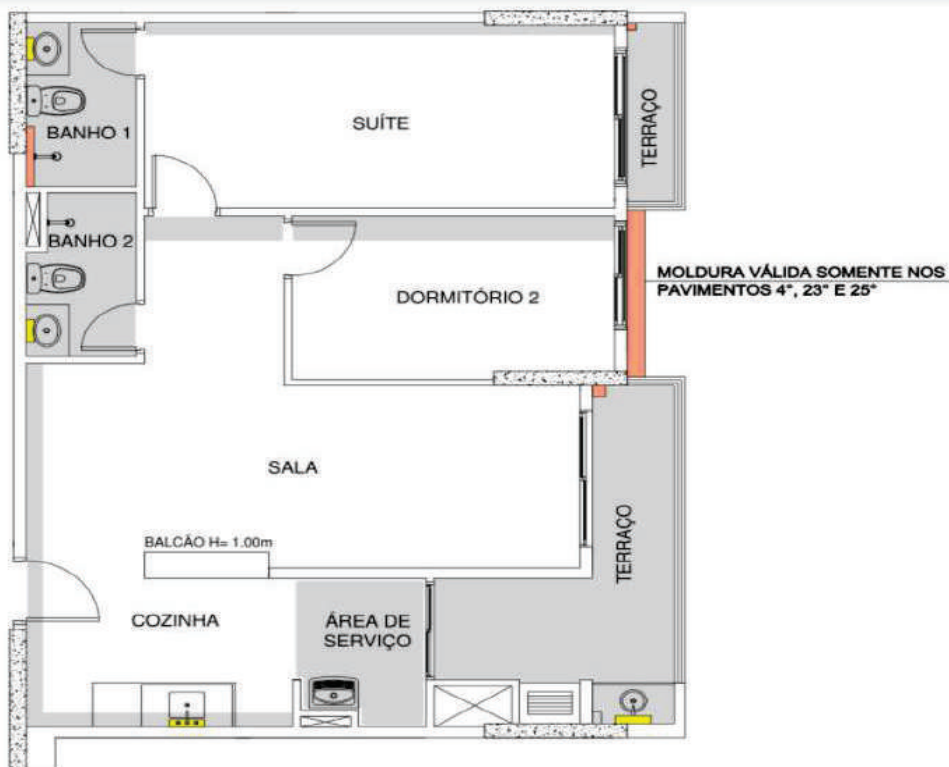 SUÍTE
TERRAÇO
BANHO 1
BANHO 2
DORMITÓRIO 2
MOLDURA VÁLIDA SOMENTE NOS
PAVIMENTOS 4°, 23° E 25°
SALA
TERRAÇO
BALCÃO H= 1.00m
COZINHA
ÁREA DE
SERVIÇO